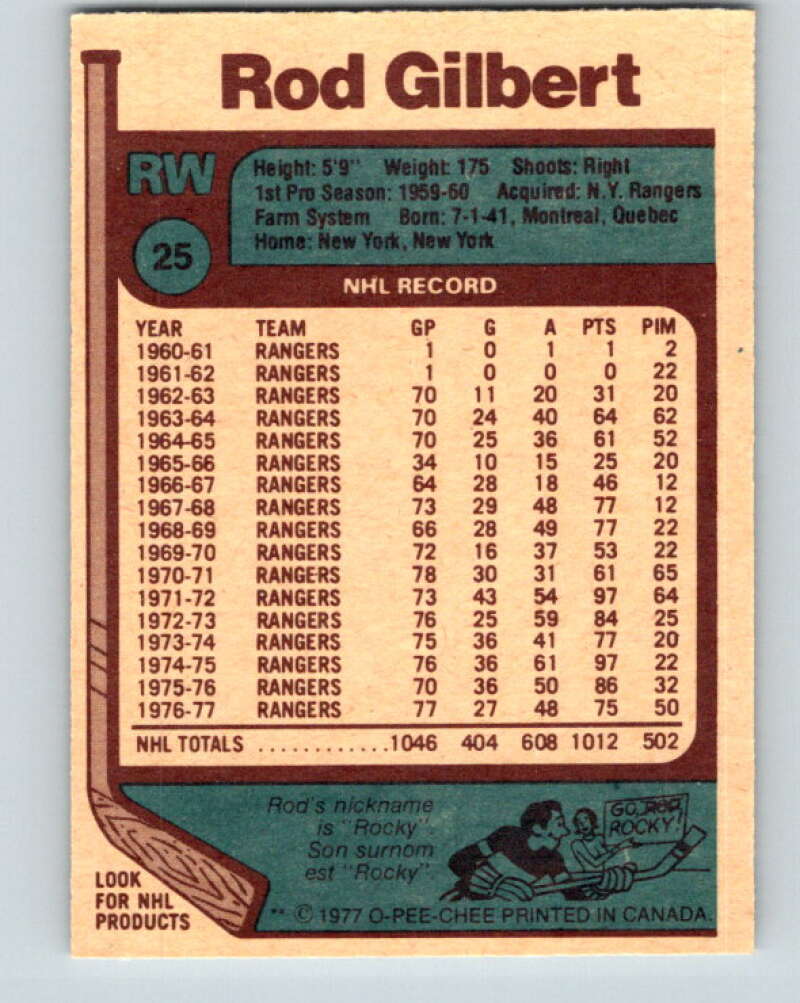 Rod Gilbert
RW
25
Height: 5'9" Weight: 175 Shoots: Right
1st Pro Season: 1959-60 Acquired: N.Y. Rangers
Farm System Born: 7-1-41, Montreal, Quebec
Home: New York, New York
NHL RECORD
YEAR TEAM GP G A PTS PIM
1960-61 RANGERS 1 0 1 1 2
1961-62 RANGERS 1 0 0 0 22
1962-63 RANGERS 70 11 20 31 20
1963-64 RANGERS 70 24 40 64 62
1964-65 RANGERS 70 25 36 61 52
1965-66 RANGERS 34 10 15 25 20
1966-67 RANGERS 64 28 18 46 12
1967-68 RANGERS 73 29 48 77 12
1968-69 RANGERS 66 28 49 77 22
1969-70 RANGERS 72 16 37 53 22
1970-71 RANGERS 78 30 31 61 65
1971-72 RANGERS 73 43 54 97 64
1972-73 RANGERS 76 25 59 84 25
1973-74 RANGERS 75 36 41 77 20
1974-75 RANGERS 76 36 61 97 22
1975-76 RANGERS 70 36 50 86 32
1976-77 RANGERS 77 27 48 75 50
NHL TOTALS ............1046 404 608 1012 502
Rod's nickname
is "Rocky".
Son surnom
est "Rocky".
GO, ROD,
ROCKY!
LOOK
FOR NHL
PRODUCTS
** © 1977 O-PEE-CHEE PRINTED IN CANADA.